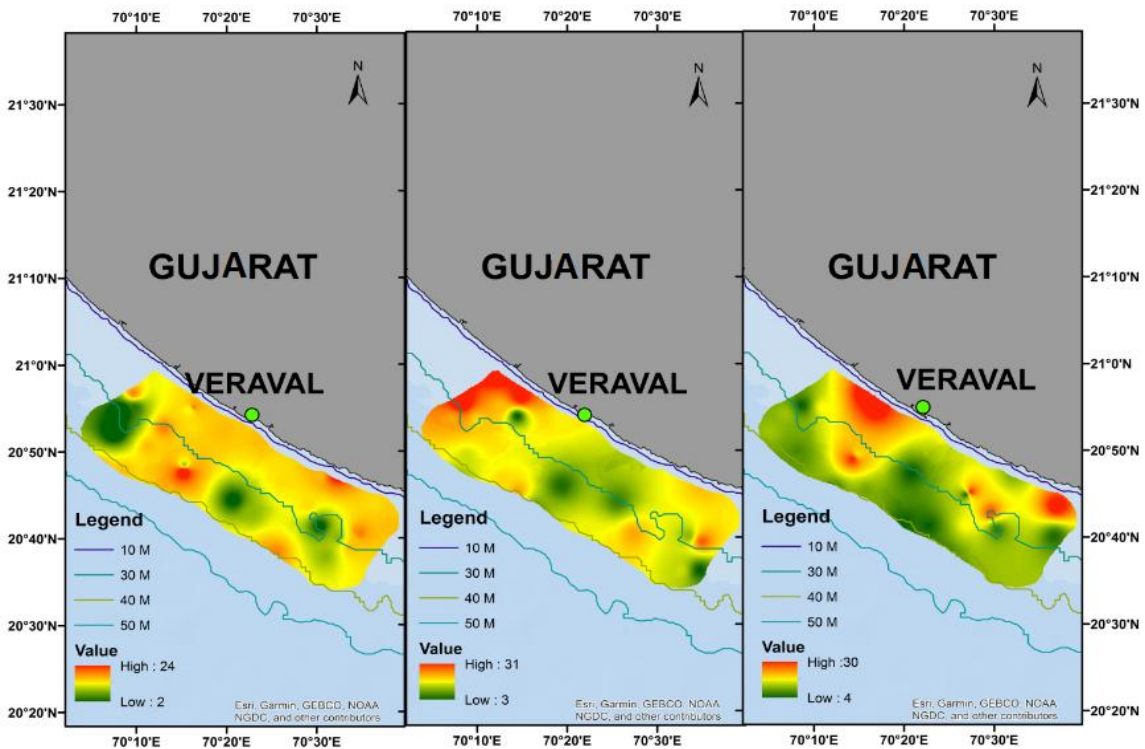 70°10'E 70°20'E 70°30'E 70°10'E 70°20'E 70°30'E 70°10'E 70°20'E 70°30'E
N N N
21°30'N 21°30'N
21°20'N 21°20'N
GUJARAT GUJARAT GUJARAT
21°10'N 21°10'N
21°0'N 21°0'N
VERAVAL VERAVAL VERAVAL
20°50'N 20°50'N
Legend Legend Legend
10 M 10 M 10 M
20°40'N 20°40'N
30 M 30 M 30 M
40 M 40 M 40 M
50 M 50 M 50 M
20°30'N 20°30'N
Value Value Value
High : 24 High : 31 High : 30
Low : 2 Low : 3 Low : 4
Esri, Garmin, GEBCO, NOAA Esri, Garmin, GEBCO, NOAA Esri, Garmin, GEBCO, NOAA
NGDC, and other contributors NGDC, and other contributors NGDC, and other contributors
20°20'N 20°20'N
70°10'E 70°20'E 70°30'E 70°10'E 70°20'E 70°30'E 70°10'E 70°20'E 70°30'E